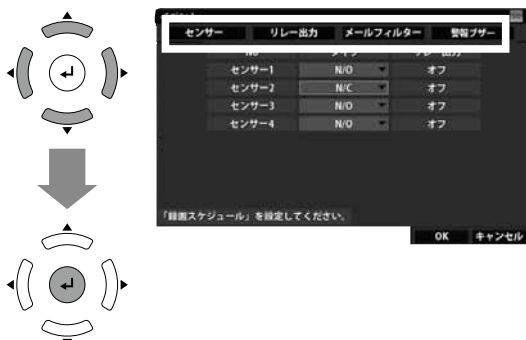 センサー リレー出力 メールフィルター 警報ブザー
No
センサー1 N/O オフ
センサー2 N/C オフ
センサー3 N/O オフ
センサー4 N/O オフ
「録画スケジュール」を設定してください。
OK キャンセル